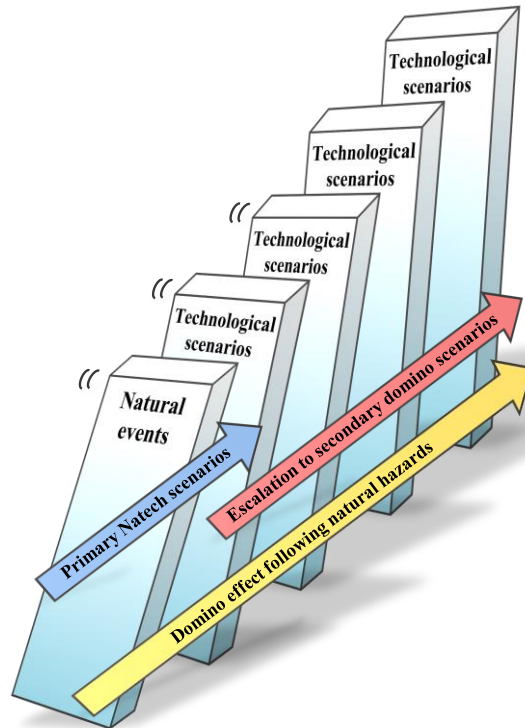 Technological
scenarios
Technological
scenarios
Technological
scenarios
Technological
scenarios
Natural
events
Primary Natech scenarios
Escalation to secondary domino scenarios
Domino effect following natural hazards